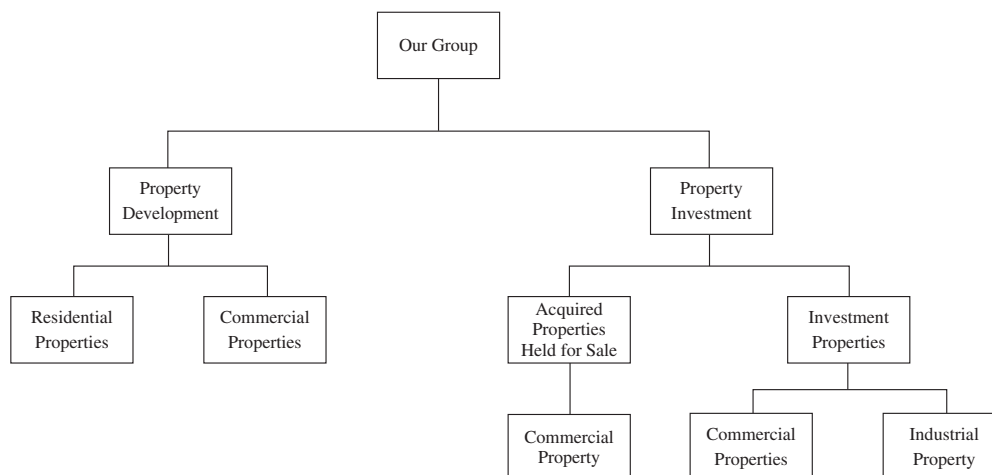 Our Group
Property
Development
Property
Investment
Residential
Properties
Commercial
Properties
Acquired
Properties
Held for Sale
Investment
Properties
Commercial
Property
Commercial
Properties
Industrial
Property